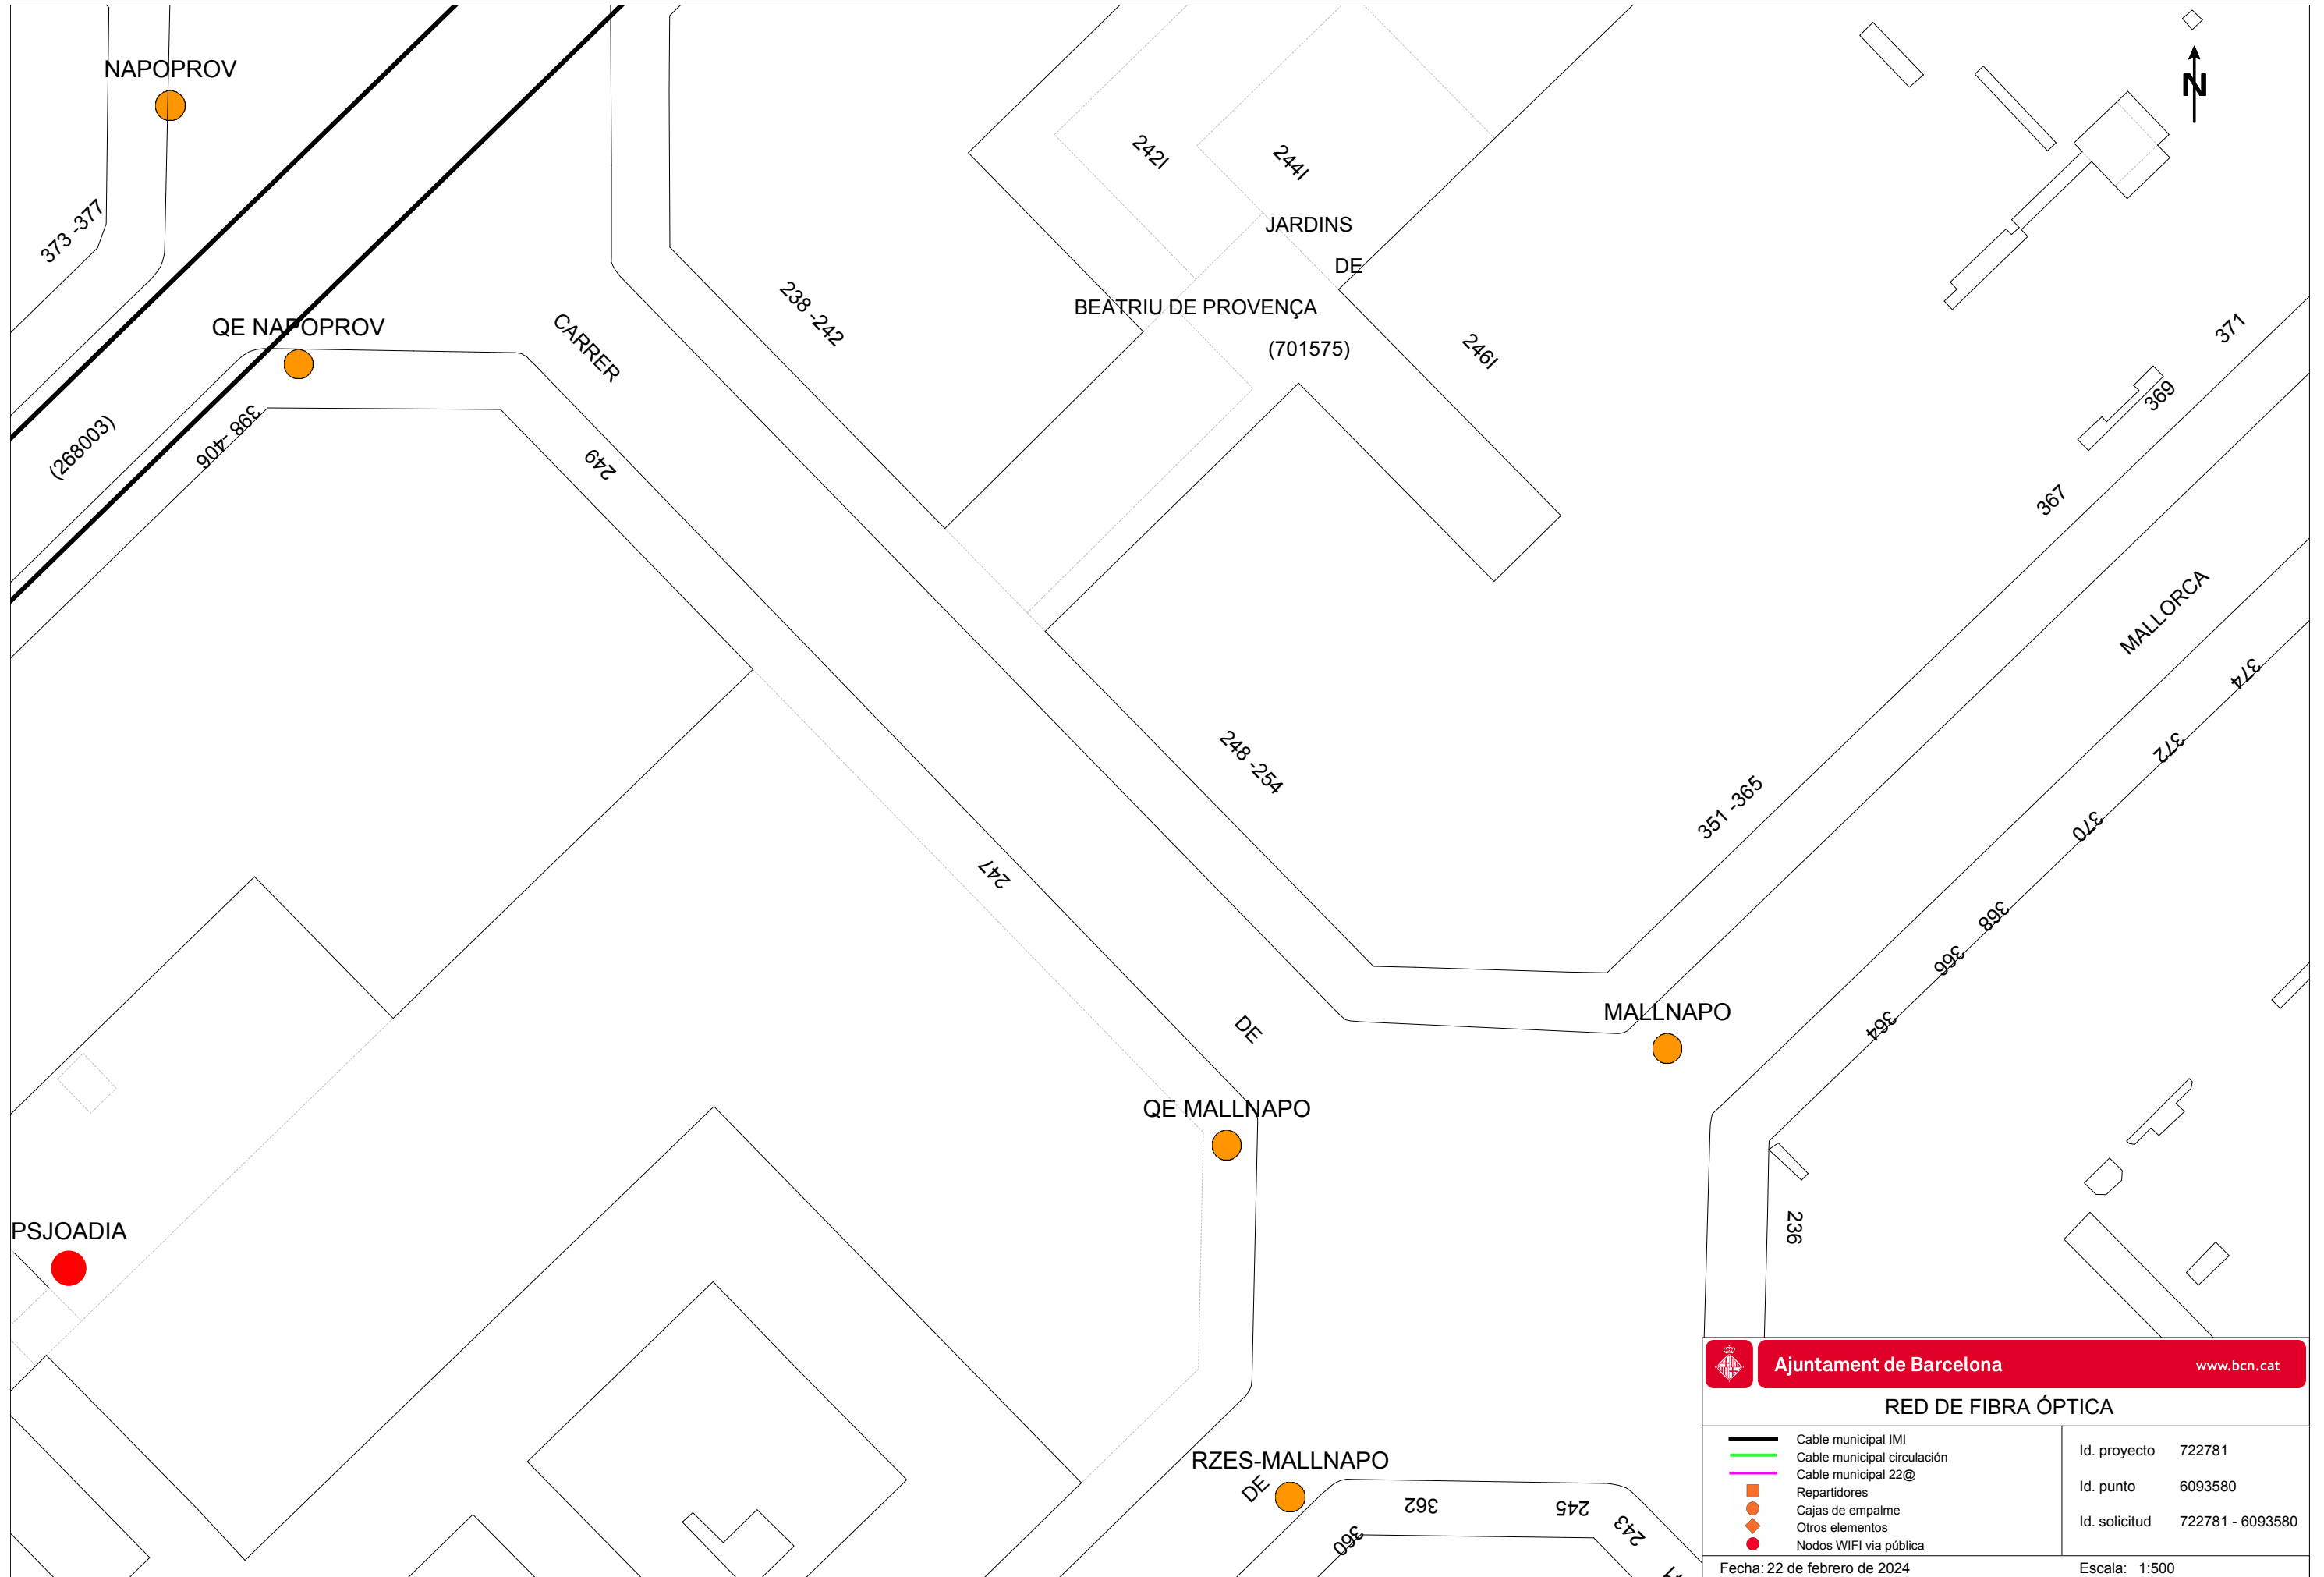 NAPOPROV
N
373 -377
242I
244I
JARDINS
DE
BEATRIU DE PROVENÇA
(701575)
QE NAPOPROV
CARRER
238 -242
246I
371
369
(268003)
398 -406
249
367
MALLORCA
374
372
248 -254
351 -365
370
247
368
366
364
DE
MALLNAPO
QE MALLNAPO
PSJOADIA
236
RZES-MALLNAPO
DE
362
245
243
360
Ajuntament de Barcelona
www.bcn.cat
RED DE FIBRA ÓPTICA
Cable municipal IMI
Cable municipal circulación
Cable municipal 22@
Repartidores
Cajas de empalme
Otros elementos
Nodos WIFI via pública
Id. proyecto 722781
Id. punto 6093580
Id. solicitud 722781 - 6093580
Fecha: 22 de febrero de 2024
Escala: 1:500